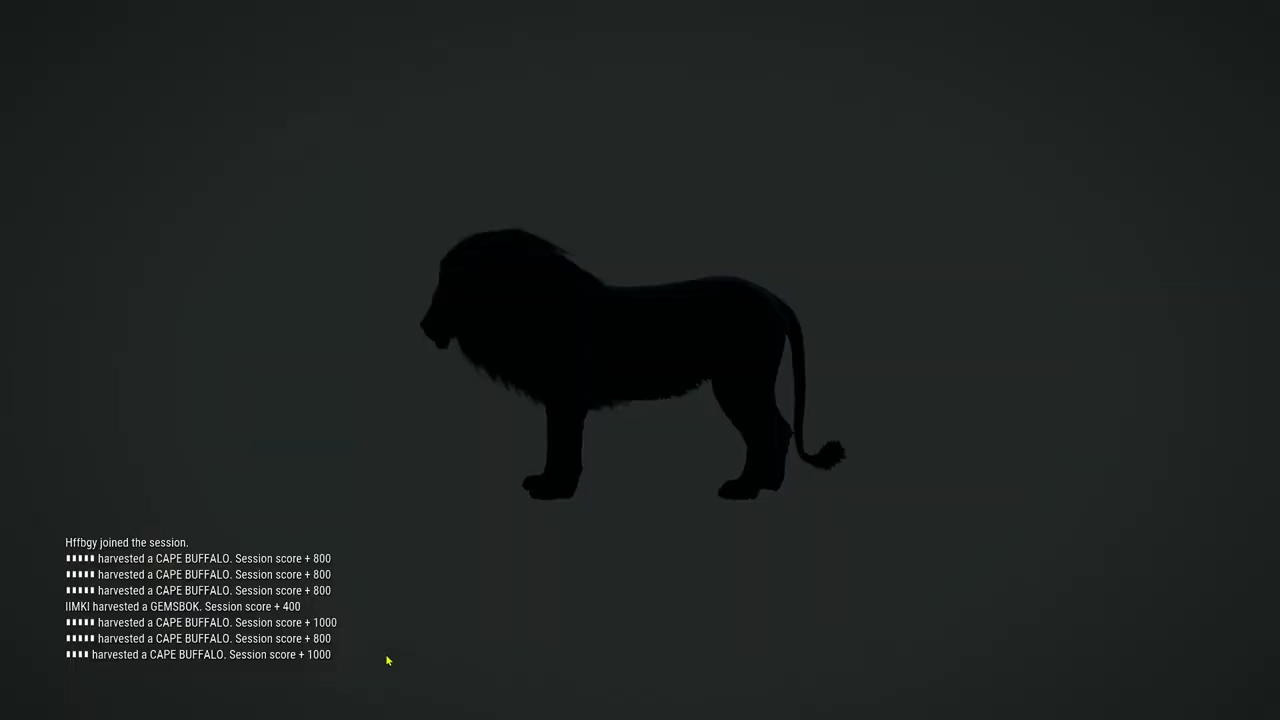 Hffbgy joined the session.
▮▮▮▮▮ harvested a CAPE BUFFALO. Session score + 800
▮▮▮▮▮ harvested a CAPE BUFFALO. Session score + 800
▮▮▮▮▮ harvested a CAPE BUFFALO. Session score + 800
IIMKI harvested a GEMSBOK. Session score + 400
▮▮▮▮▮ harvested a CAPE BUFFALO. Session score + 1000
▮▮▮▮▮ harvested a CAPE BUFFALO. Session score + 800
▮▮▮▮ harvested a CAPE BUFFALO. Session score + 1000